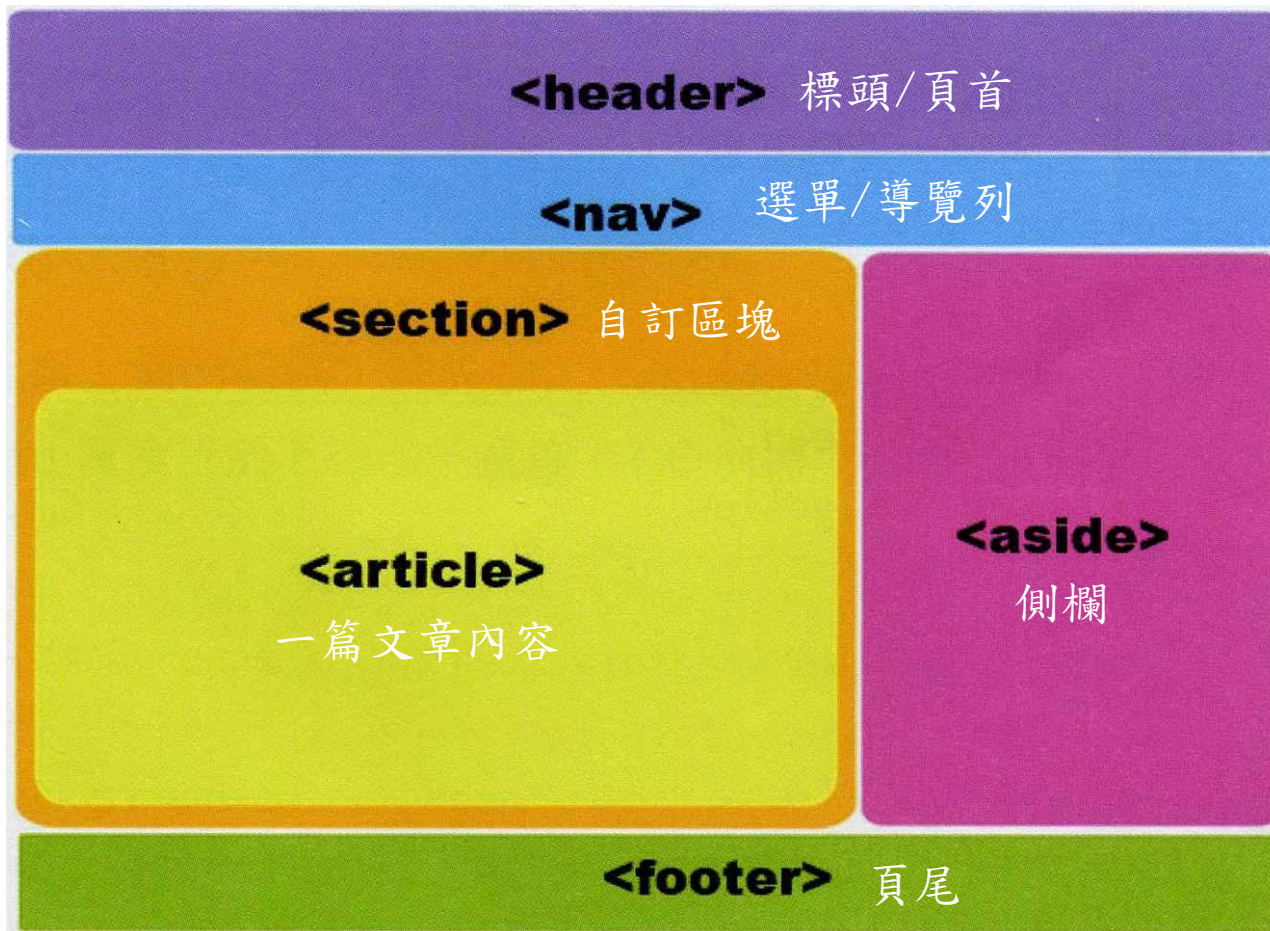 <header> 標頭/頁首
<nav> 選單/導覽列
<section> 自訂區塊
<article>
一篇文章內容
<aside>
側欄
<footer> 頁尾